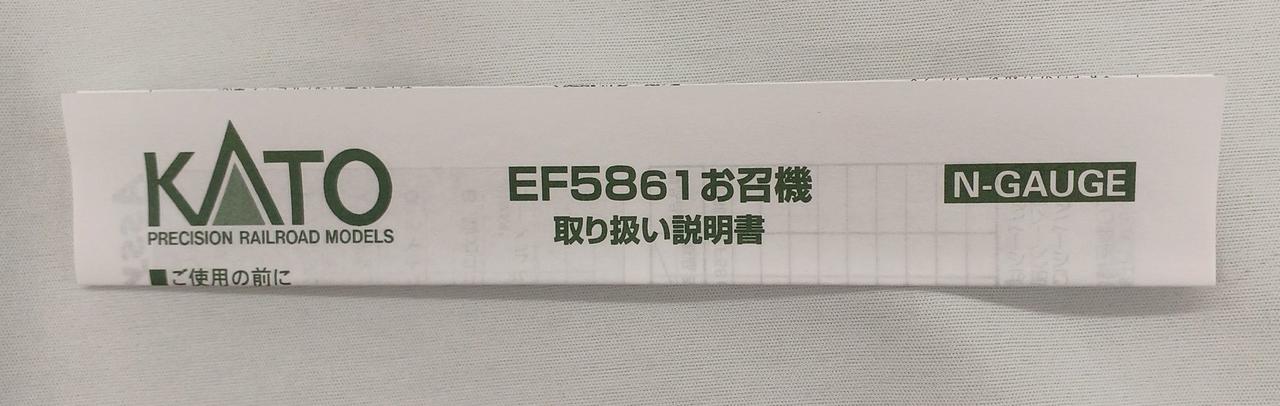 KATO
PRECISION RAILROAD MODELS
EF5861お召機
取り扱い説明書
N-GAUGE
■ご使用の前に